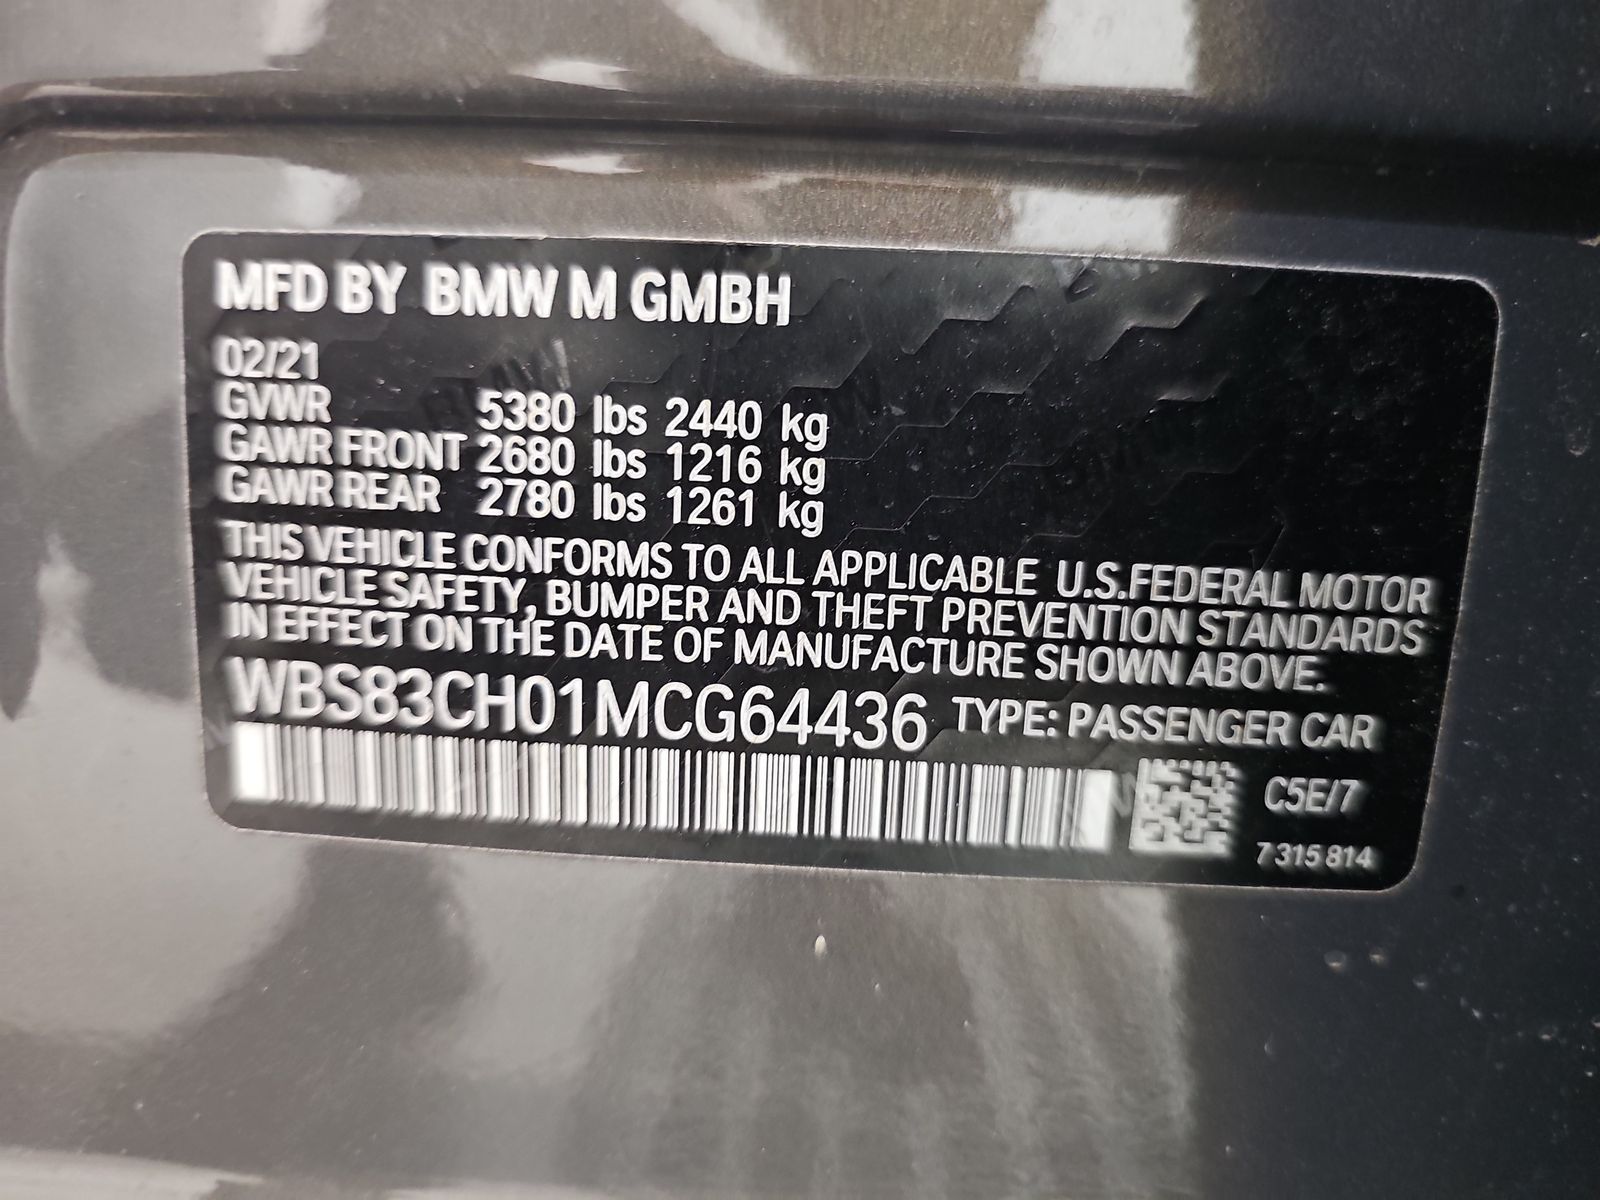 MFD BY BMW M GMBH
02/21
GVWR 5380 lbs 2440 kg
GAWR FRONT 2680 lbs 1216 kg
GAWR REAR 2780 lbs 1261 kg
THIS VEHICLE CONFORMS TO ALL APPLICABLE U.S.FEDERAL MOTOR
VEHICLE SAFETY, BUMPER AND THEFT PREVENTION STANDARDS
IN EFFECT ON THE DATE OF MANUFACTURE SHOWN ABOVE.
WBS83CH01MCG64436 TYPE: PASSENGER CAR
C5E/7
7 315 814